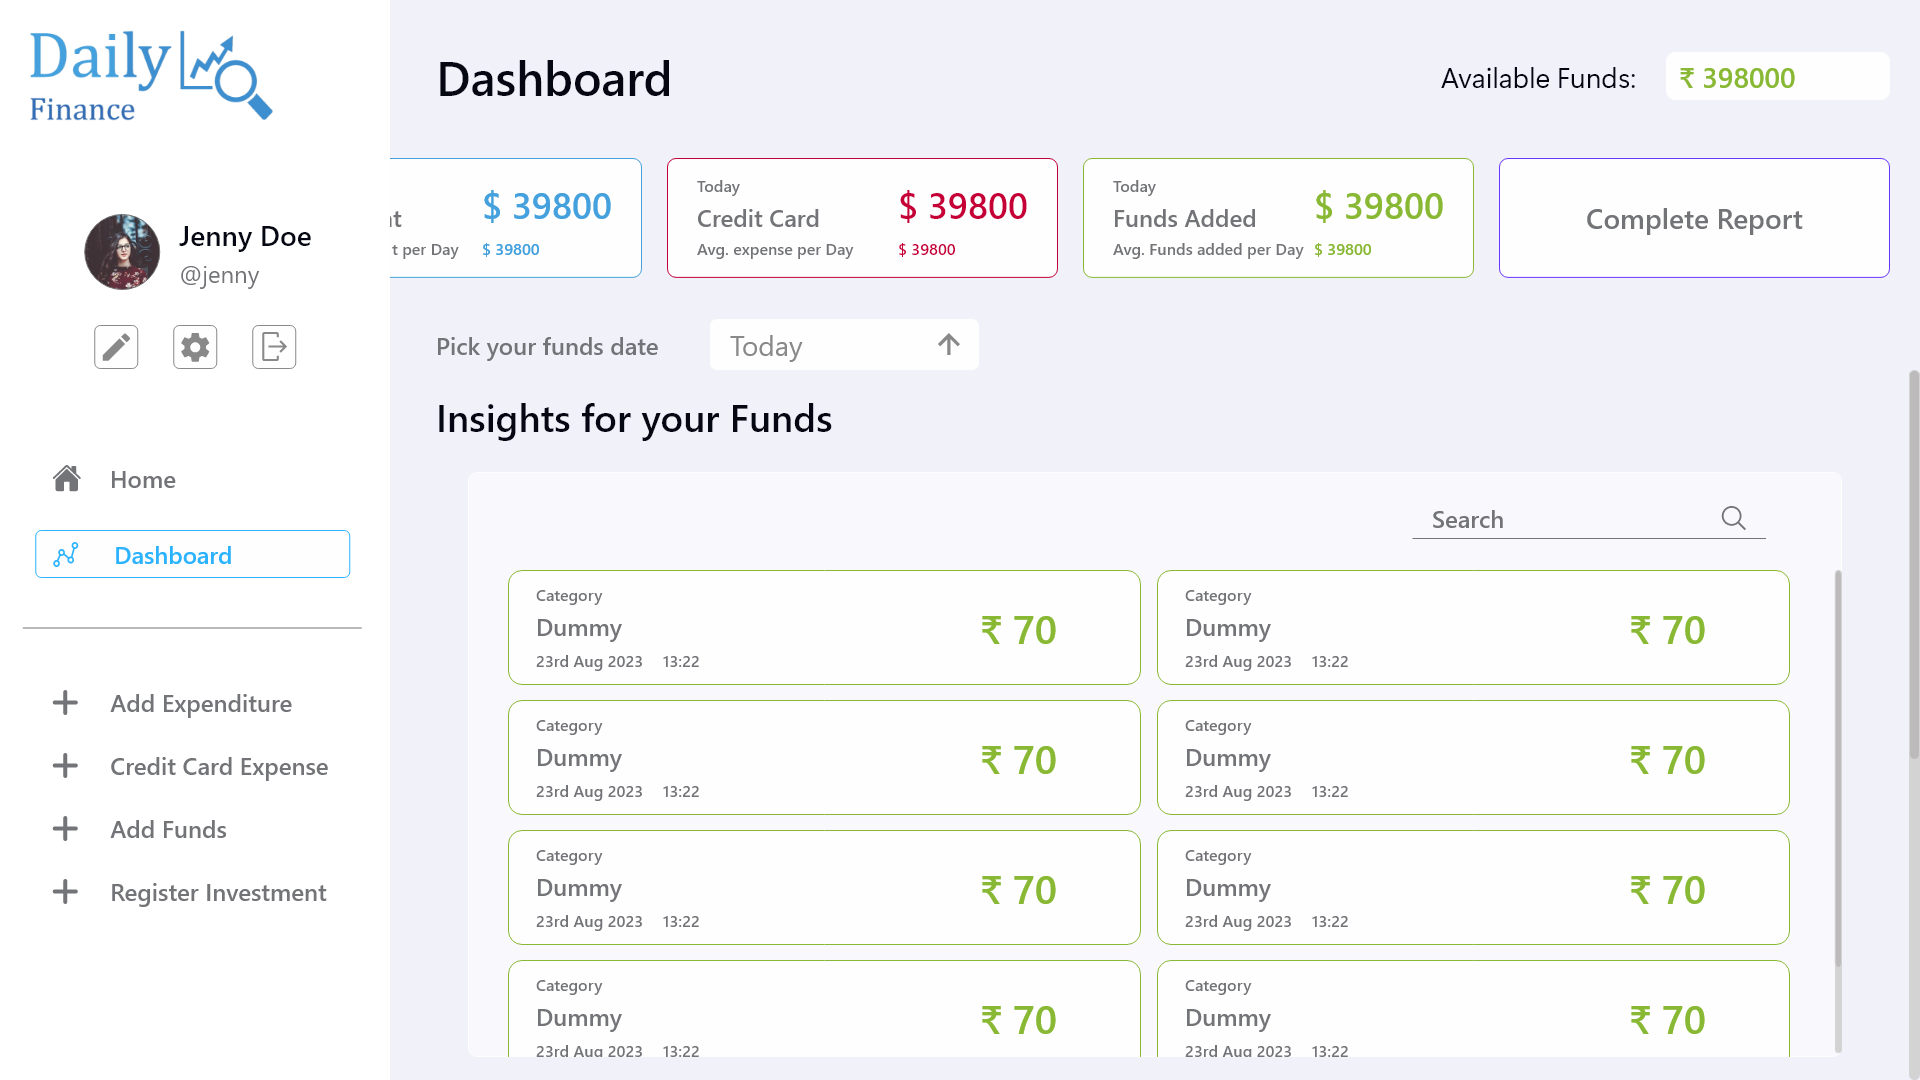 Daily
Finance
Jenny Doe
@jenny
Home
Dashboard
Add Expenditure
Credit Card Expense
Add Funds
Register Investment
Dashboard
Available Funds:
₹ 398000
t per Day
$ 39800
$ 39800
Today
Credit Card
Avg. expense per Day
$ 39800
$ 39800
Today
Funds Added
Avg. Funds added per Day
$ 39800
$ 39800
Complete Report
Pick your funds date
Today
Insights for your Funds
Search
Category
Dummy
23rd Aug 2023 13:22
₹ 70
Category
Dummy
23rd Aug 2023 13:22
₹ 70
Category
Dummy
23rd Aug 2023 13:22
₹ 70
Category
Dummy
23rd Aug 2023 13:22
₹ 70
Category
Dummy
23rd Aug 2023 13:22
₹ 70
Category
Dummy
23rd Aug 2023 13:22
₹ 70
Category
Dummy
23rd Aug 2023 13:22
₹ 70
Category
Dummy
23rd Aug 2023 13:22
₹ 70